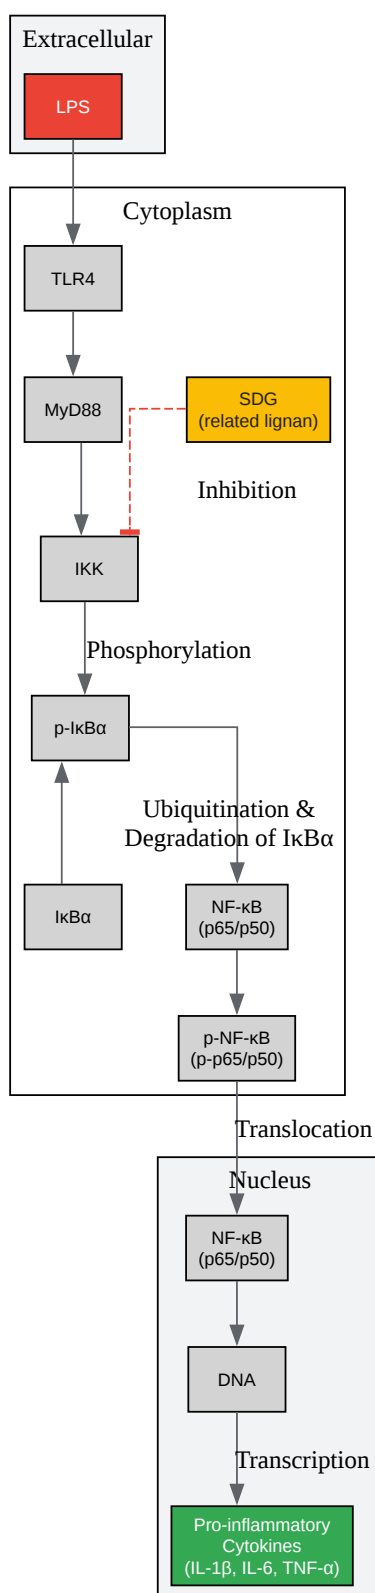 Extracellular
LPS
Cytoplasm
TLR4
MyD88
SDG
(related lignan)
Inhibition
IKK
Phosphorylation
p-IκBα
Ubiquitination &
Degradation of IκBα
IκBα
NF-κB
(p65/p50)
p-NF-κB
(p-p65/p50)
Translocation
Nucleus
NF-κB
(p65/p50)
DNA
Transcription
Pro-inflammatory
Cytokines
(IL-1β, IL-6, TNF-α)